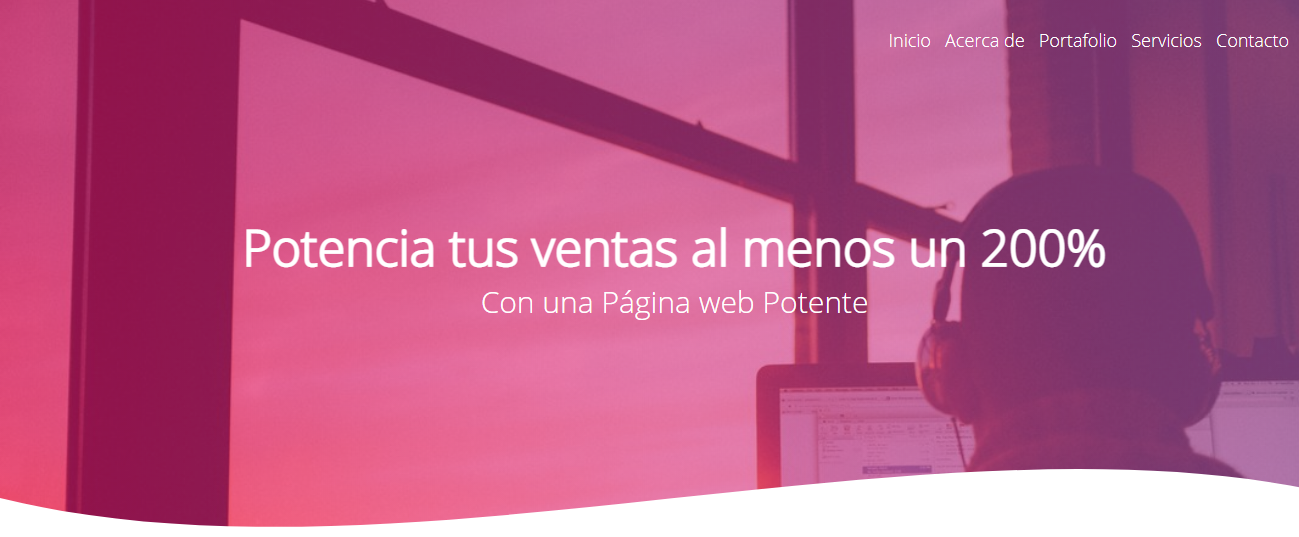 Inicio Acerca de Portafolio Servicios Contacto
Potencia tus ventas al menos un 200%
Con una Página web Potente